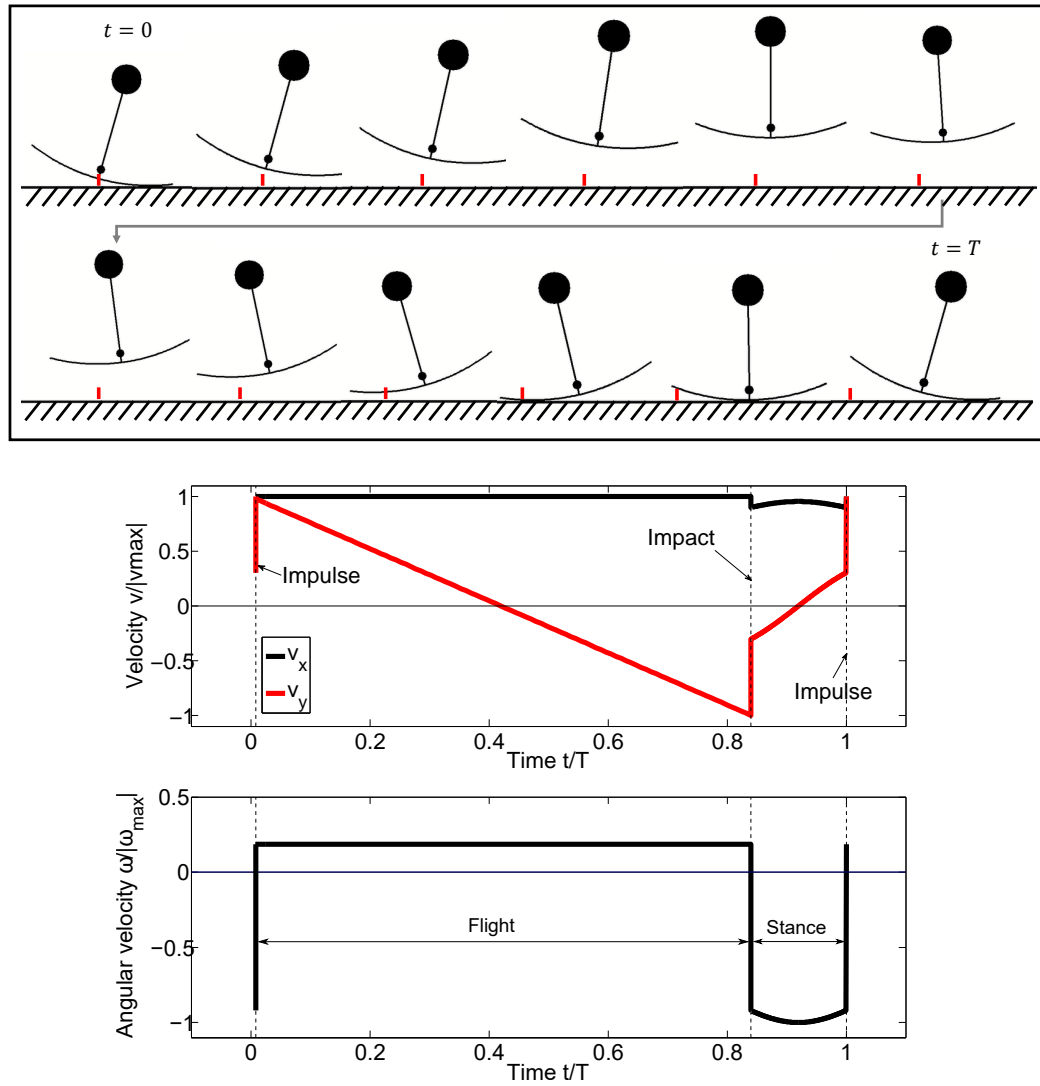 t = 0
t = T
Velocity v/|vmax|
1
0.5
0
−0.5
−1
Impulse
Impact
Impulse
v_x
v_y
0
0.2
0.4
0.6
0.8
1
Time t/T
Angular velocity ω/|ω_max|
0.5
0
−0.5
−1
Flight
Stance
0
0.2
0.4
0.6
0.8
1
Time t/T